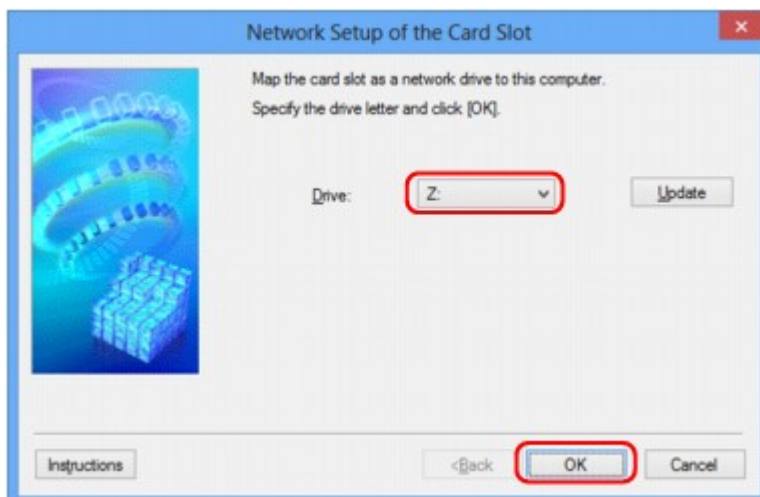 Network Setup of the Card Slot
Map the card slot as a network drive to this computer.
Specify the drive letter and click [OK].
Drive: Z: Update
Instructions <Back OK Cancel